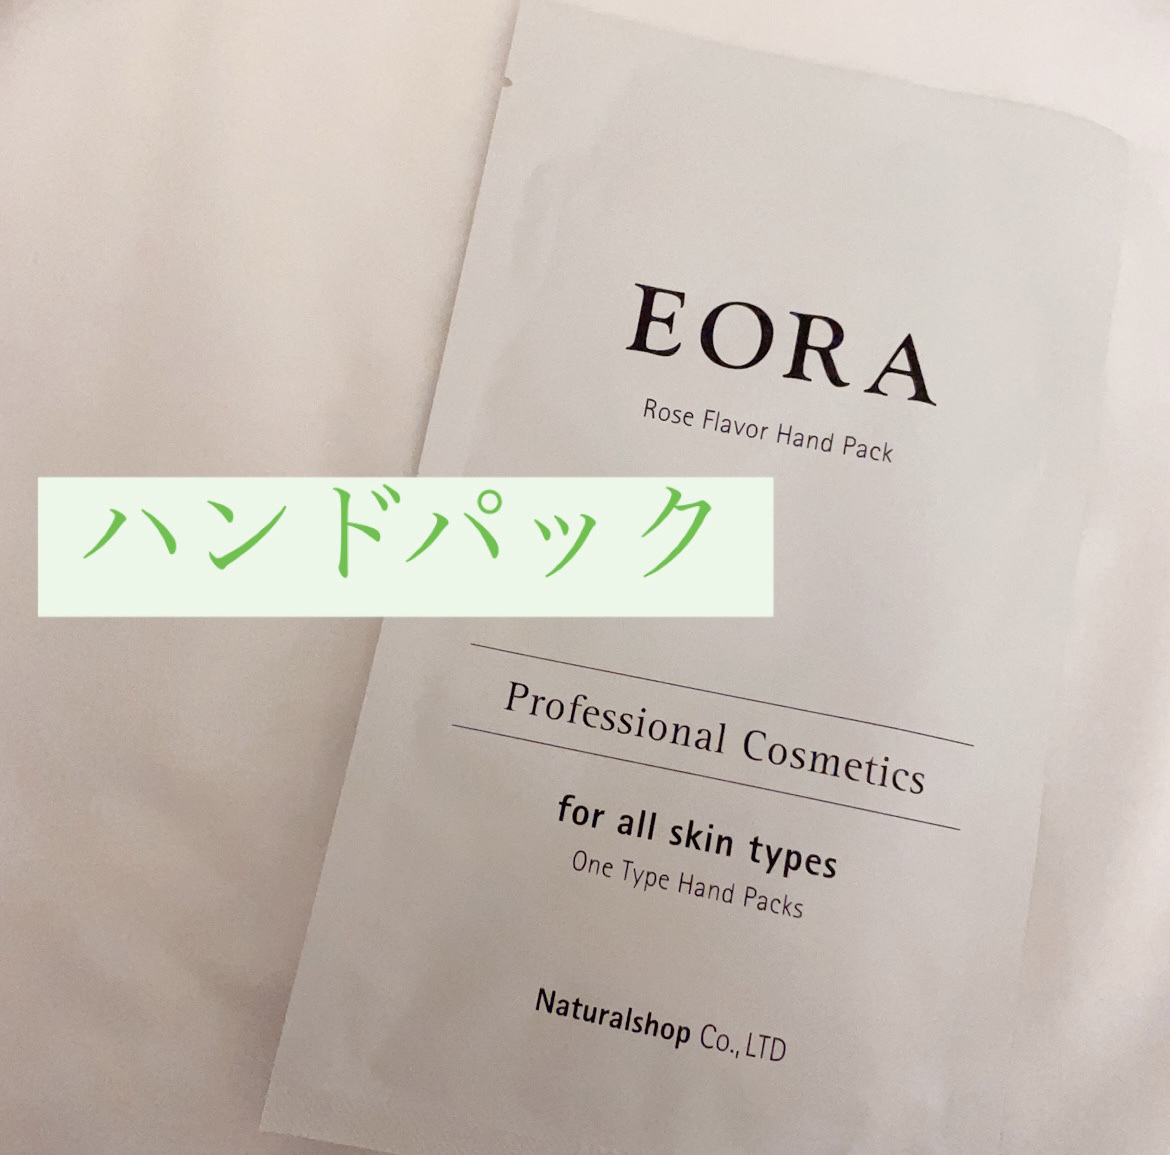 EORA
Rose Flavor Hand Pack
ハンドパック
Professional Cosmetics
for all skin types
One Type Hand Packs
Naturalshop Co.,LTD